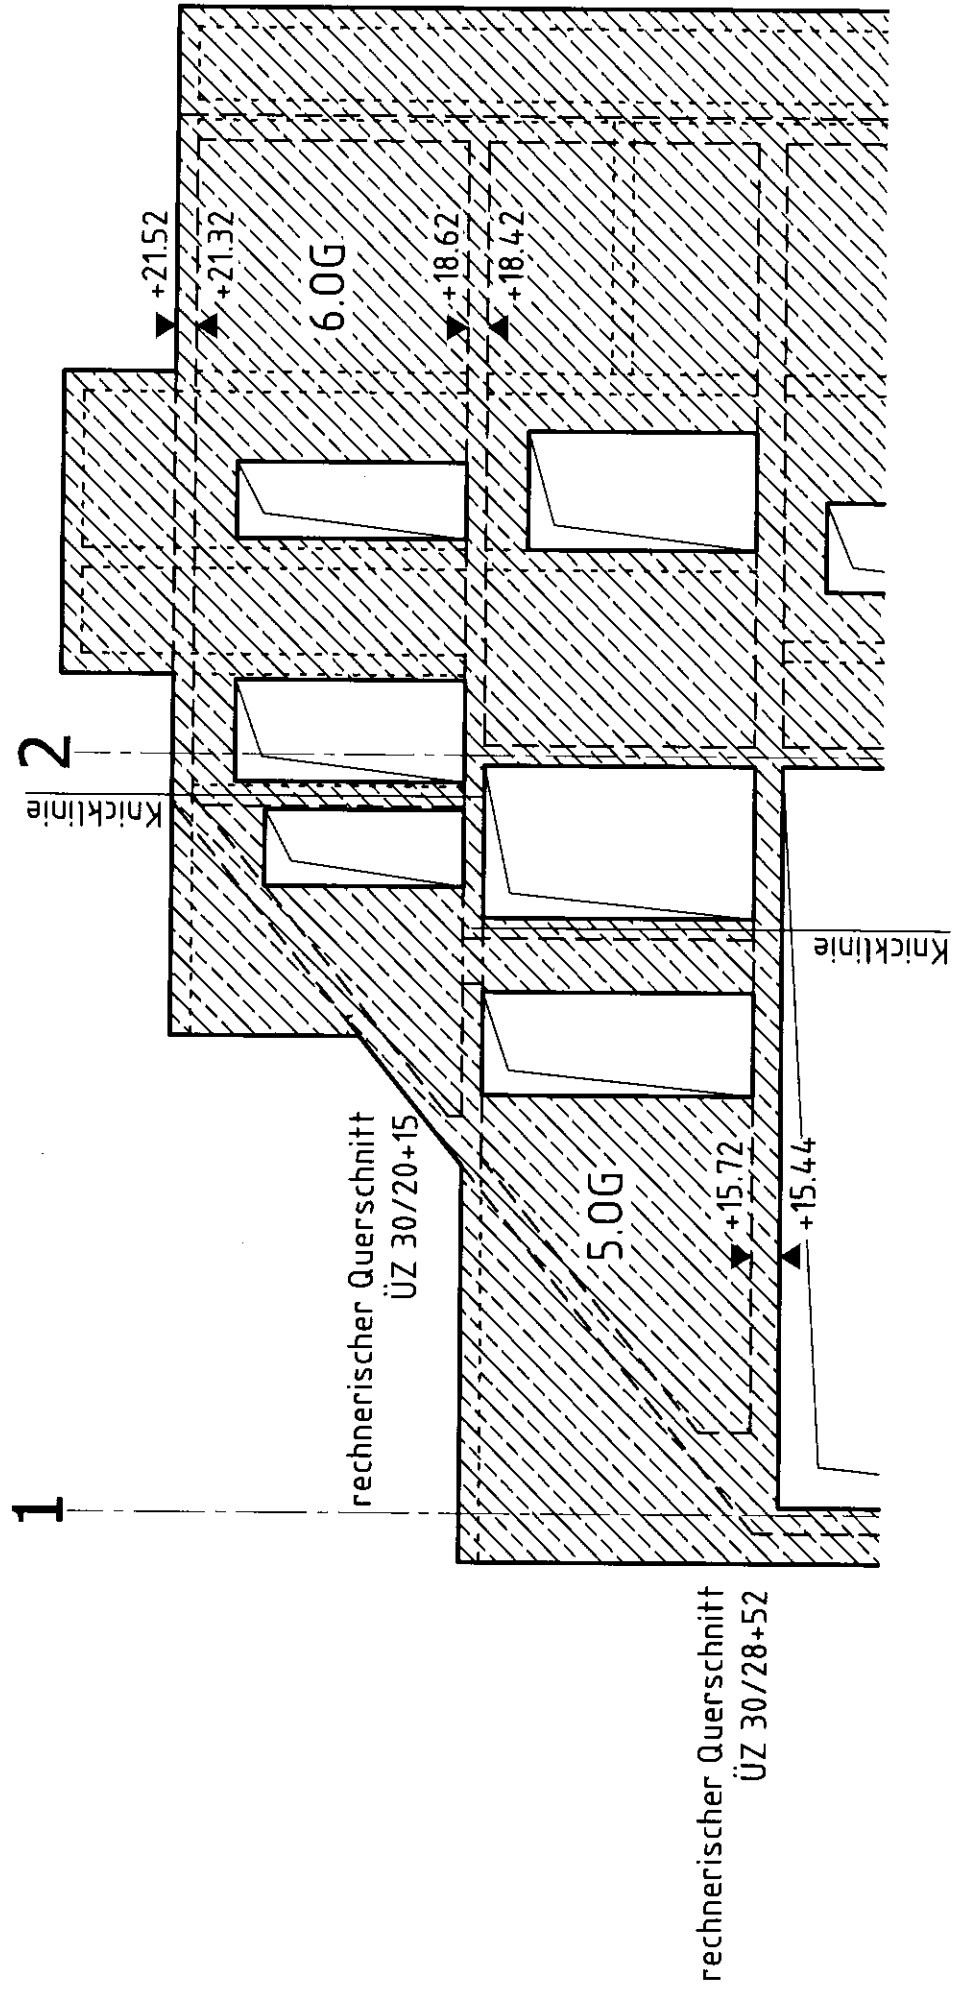 1
2
Knicklinie
+21.52
+21.32
6.OG
+18.62
+18.42
rechnerischer Querschnitt
ÜZ 30/20+15
5.OG
+15.72
+15.44
Knicklinie
rechnerischer Querschnitt
ÜZ 30/28+52